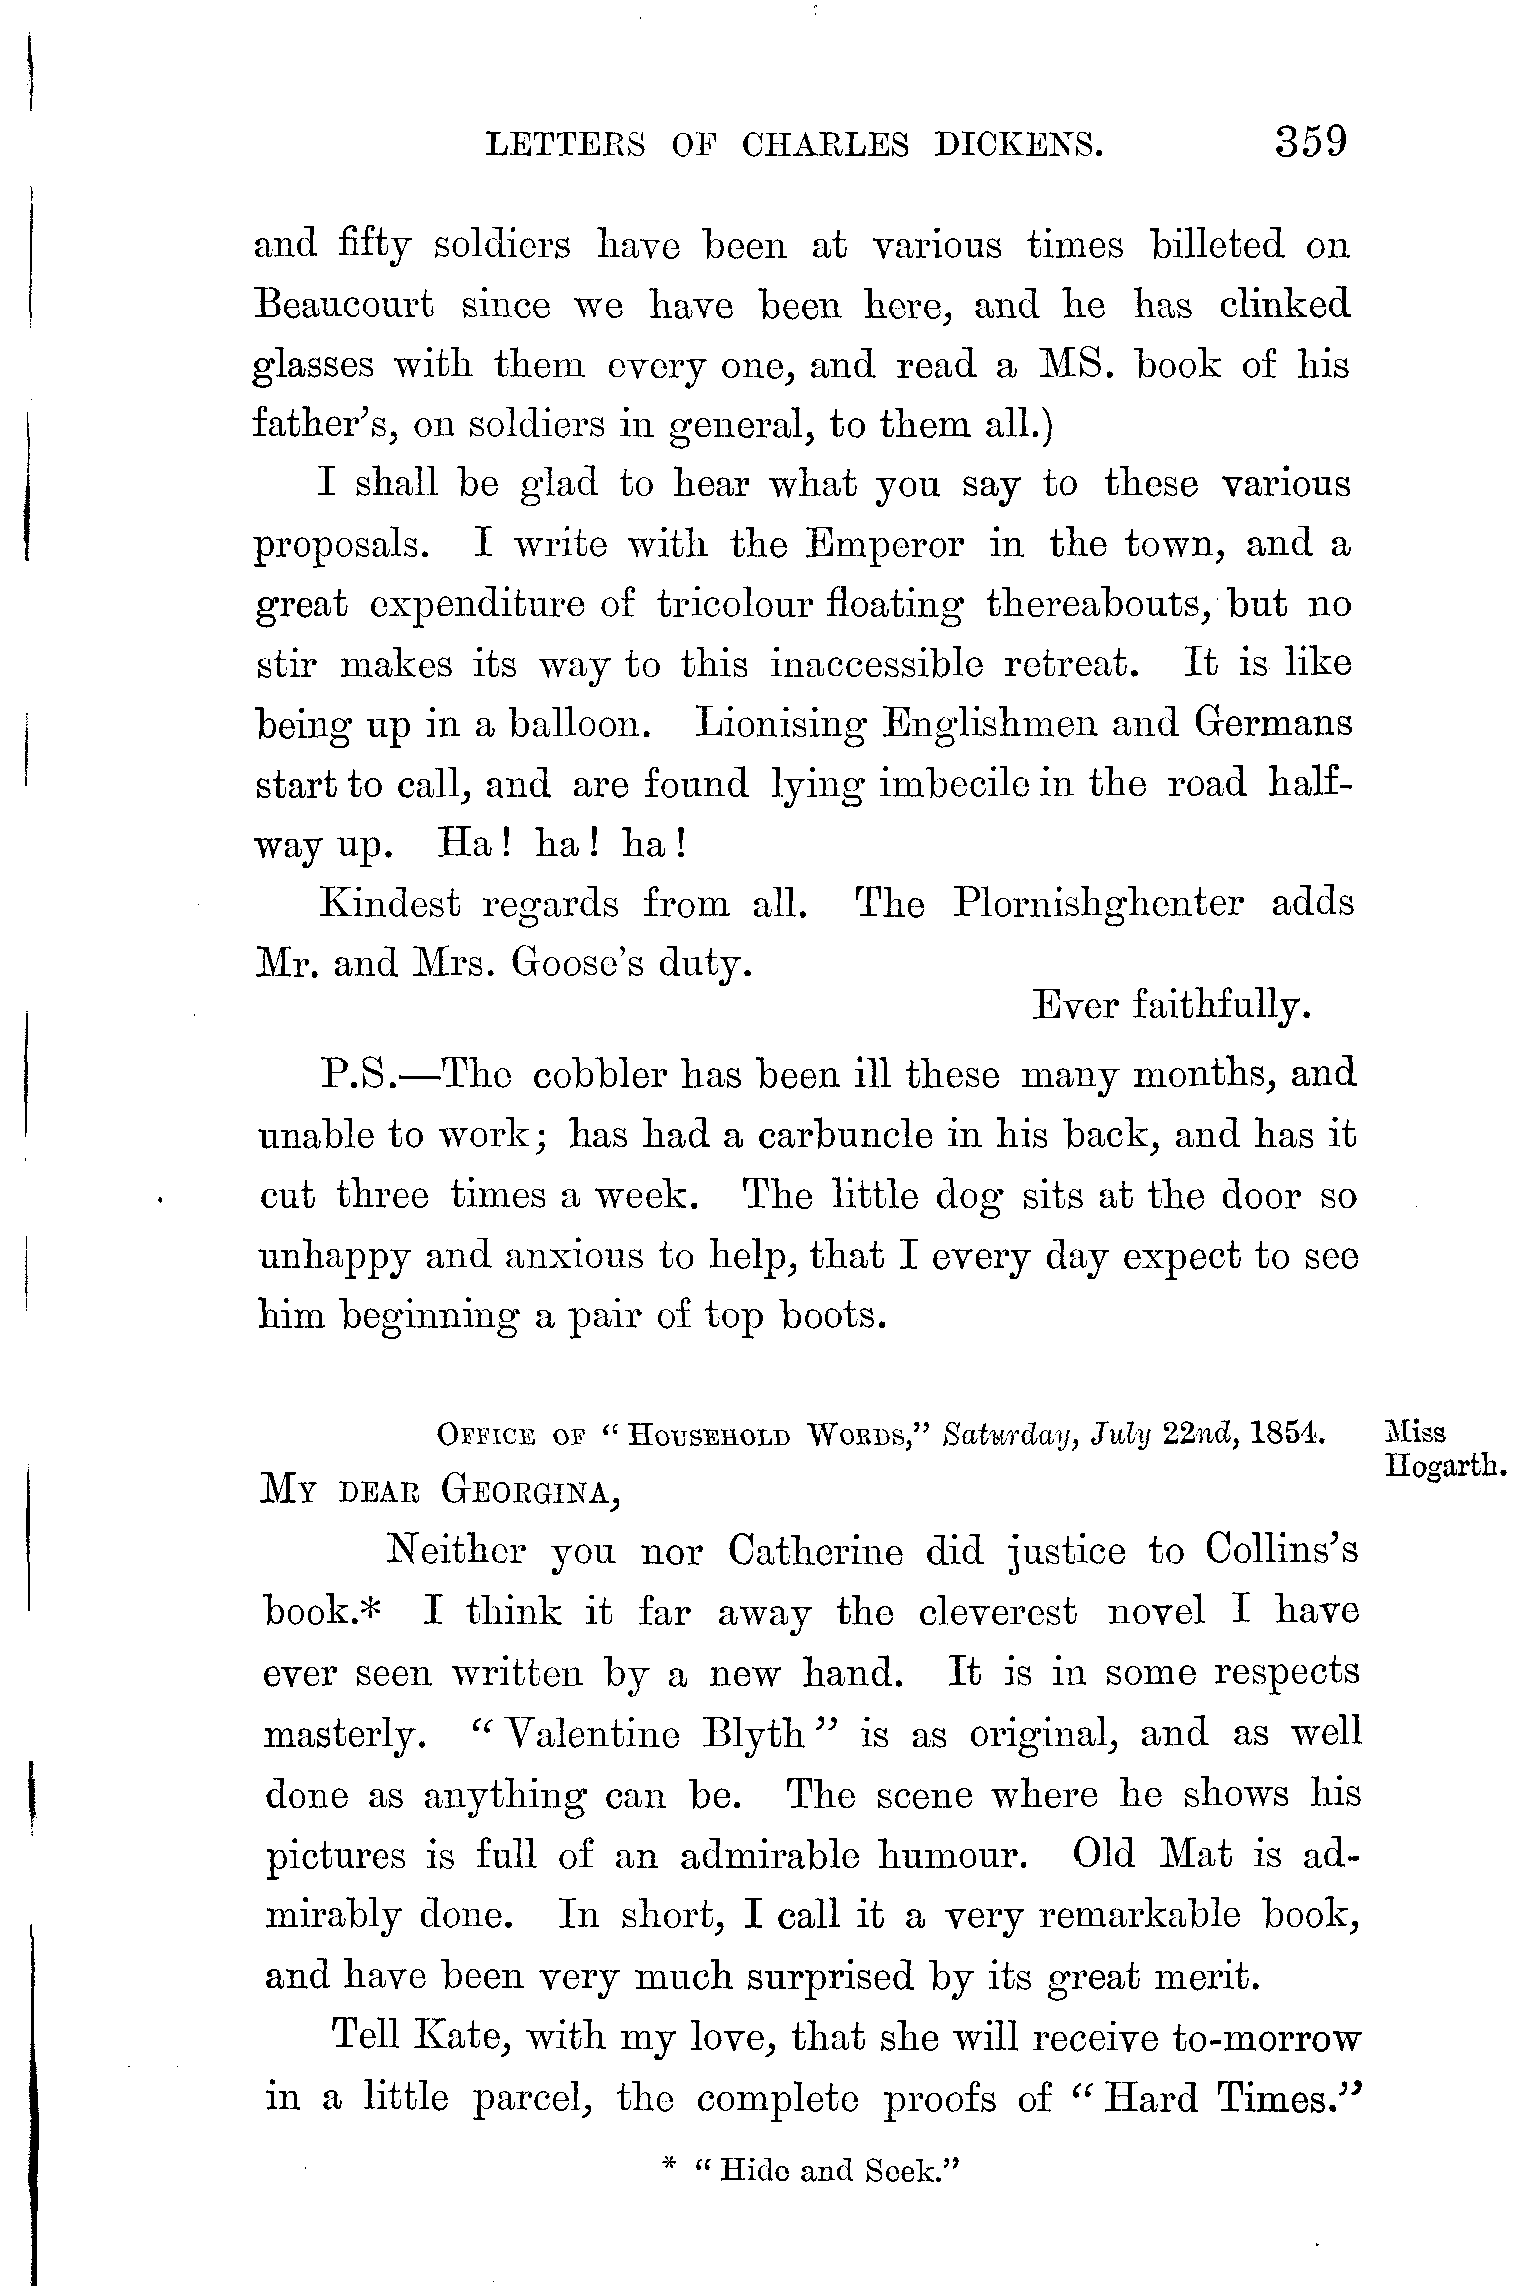 LETTERS OF CHARLES DICKENS. 359
and fifty soldiers have been at various times billeted on
Beaucourt since we have been here, and he has clinked
glasses with them every one, and read a MS. book of his
father's, on soldiers in general, to them all.)
I shall be glad to hear what you say to these various
proposals. I write with the Emperor in the town, and a
great expenditure of tricolour floating thereabouts, but no
stir makes its way to this inaccessible retreat. It is like
being up in a balloon. Lionising Englishmen and Germans
start to call, and are found lying imbecile in the road half-
way up. Ha! ha! ha!
Kindest regards from all. The Plornishghenter adds
Mr. and Mrs. Goose's duty.
Ever faithfully.
P.S.—The cobbler has been ill these many months, and
unable to work; has had a carbuncle in his back, and has it
cut three times a week. The little dog sits at the door so
unhappy and anxious to help, that I every day expect to see
him beginning a pair of top boots.
OFFICE OF "HOUSEHOLD WORDS," Saturday, July 22nd, 1854.
Miss
Hogarth.
MY DEAR GEORGINA,
Neither you nor Catherine did justice to Collins's
book.* I think it far away the cleverest novel I have
ever seen written by a new hand. It is in some respects
masterly. "Valentine Blyth" is as original, and as well
done as anything can be. The scene where he shows his
pictures is full of an admirable humour. Old Mat is ad-
mirably done. In short, I call it a very remarkable book,
and have been very much surprised by its great merit.
Tell Kate, with my love, that she will receive to-morrow
in a little parcel, the complete proofs of "Hard Times."
* "Hide and Seek."